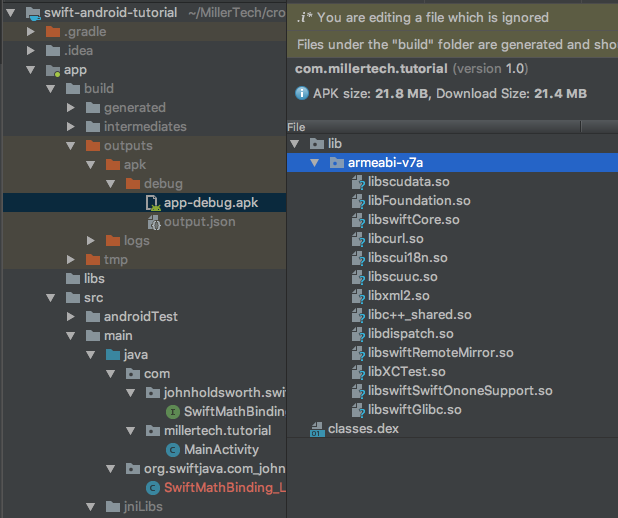 swift-android-tutorial ~/MillerTech/cro
.gradle
.idea
app
build
generated
intermediates
outputs
apk
debug
app-debug.apk
output.json
logs
tmp
libs
src
androidTest
main
java
com
johnholdsworth.swi
SwiftMathBinding
millertech.tutorial
MainActivity
org.swiftjava.com_john
SwiftMathBinding_L
jniLibs
.i* You are editing a file which is ignored
Files under the "build" folder are generated and sho
com.millertech.tutorial (version 1.0)
APK size: 21.8 MB, Download Size: 21.4 MB
File
lib
armeabi-v7a
libscudata.so
libFoundation.so
libswiftCore.so
libcurl.so
libscui18n.so
libscuuc.so
libxml2.so
libc++_shared.so
libdispatch.so
libswiftRemoteMirror.so
libXCTest.so
libswiftSwiftOnoneSupport.so
libswiftGlibc.so
classes.dex